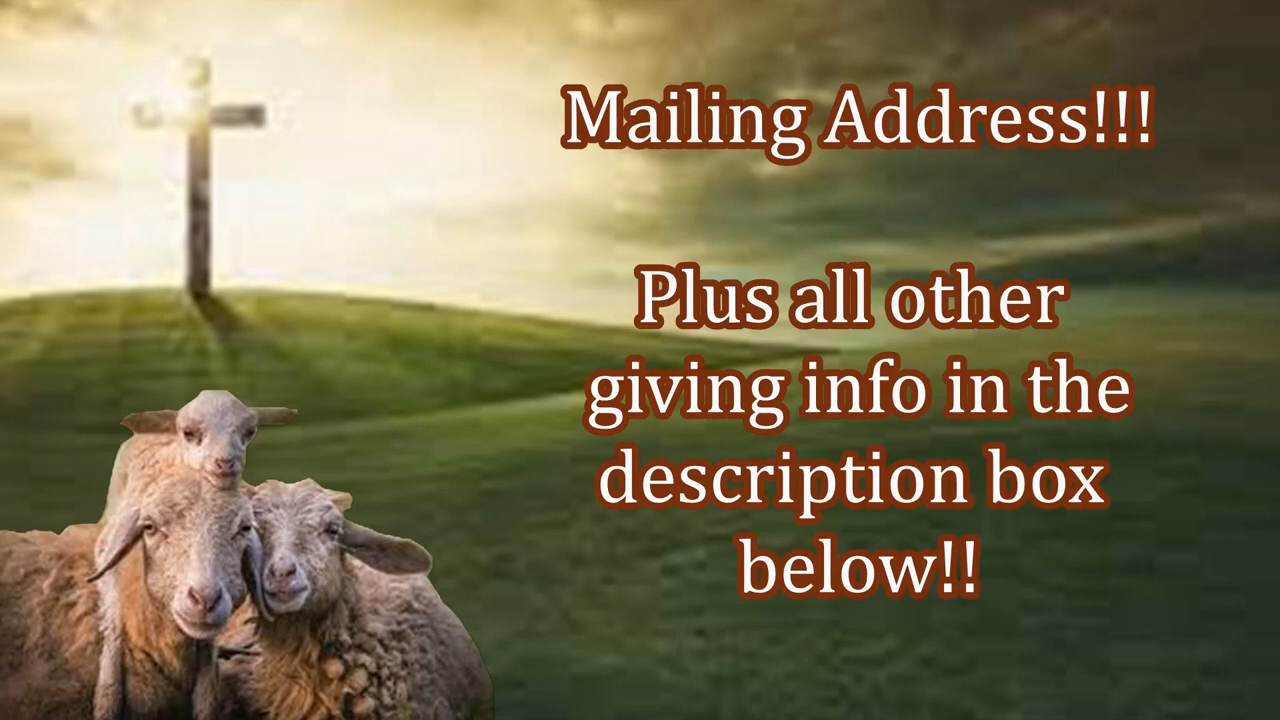 Mailing Address!!!
Plus all other
giving info in the
description box
below!!